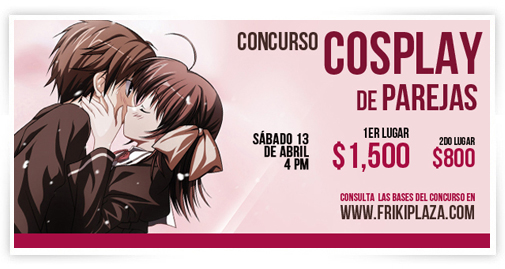 CONCURSO COSPLAY
DE PAREJAS
SÁBADO 13
DE ABRIL
4 PM
1ER LUGAR
$1,500
2DO LUGAR
$800
CONSULTA LAS BASES DEL CONCURSO EN
WWW.FRIKIPLAZA.COM